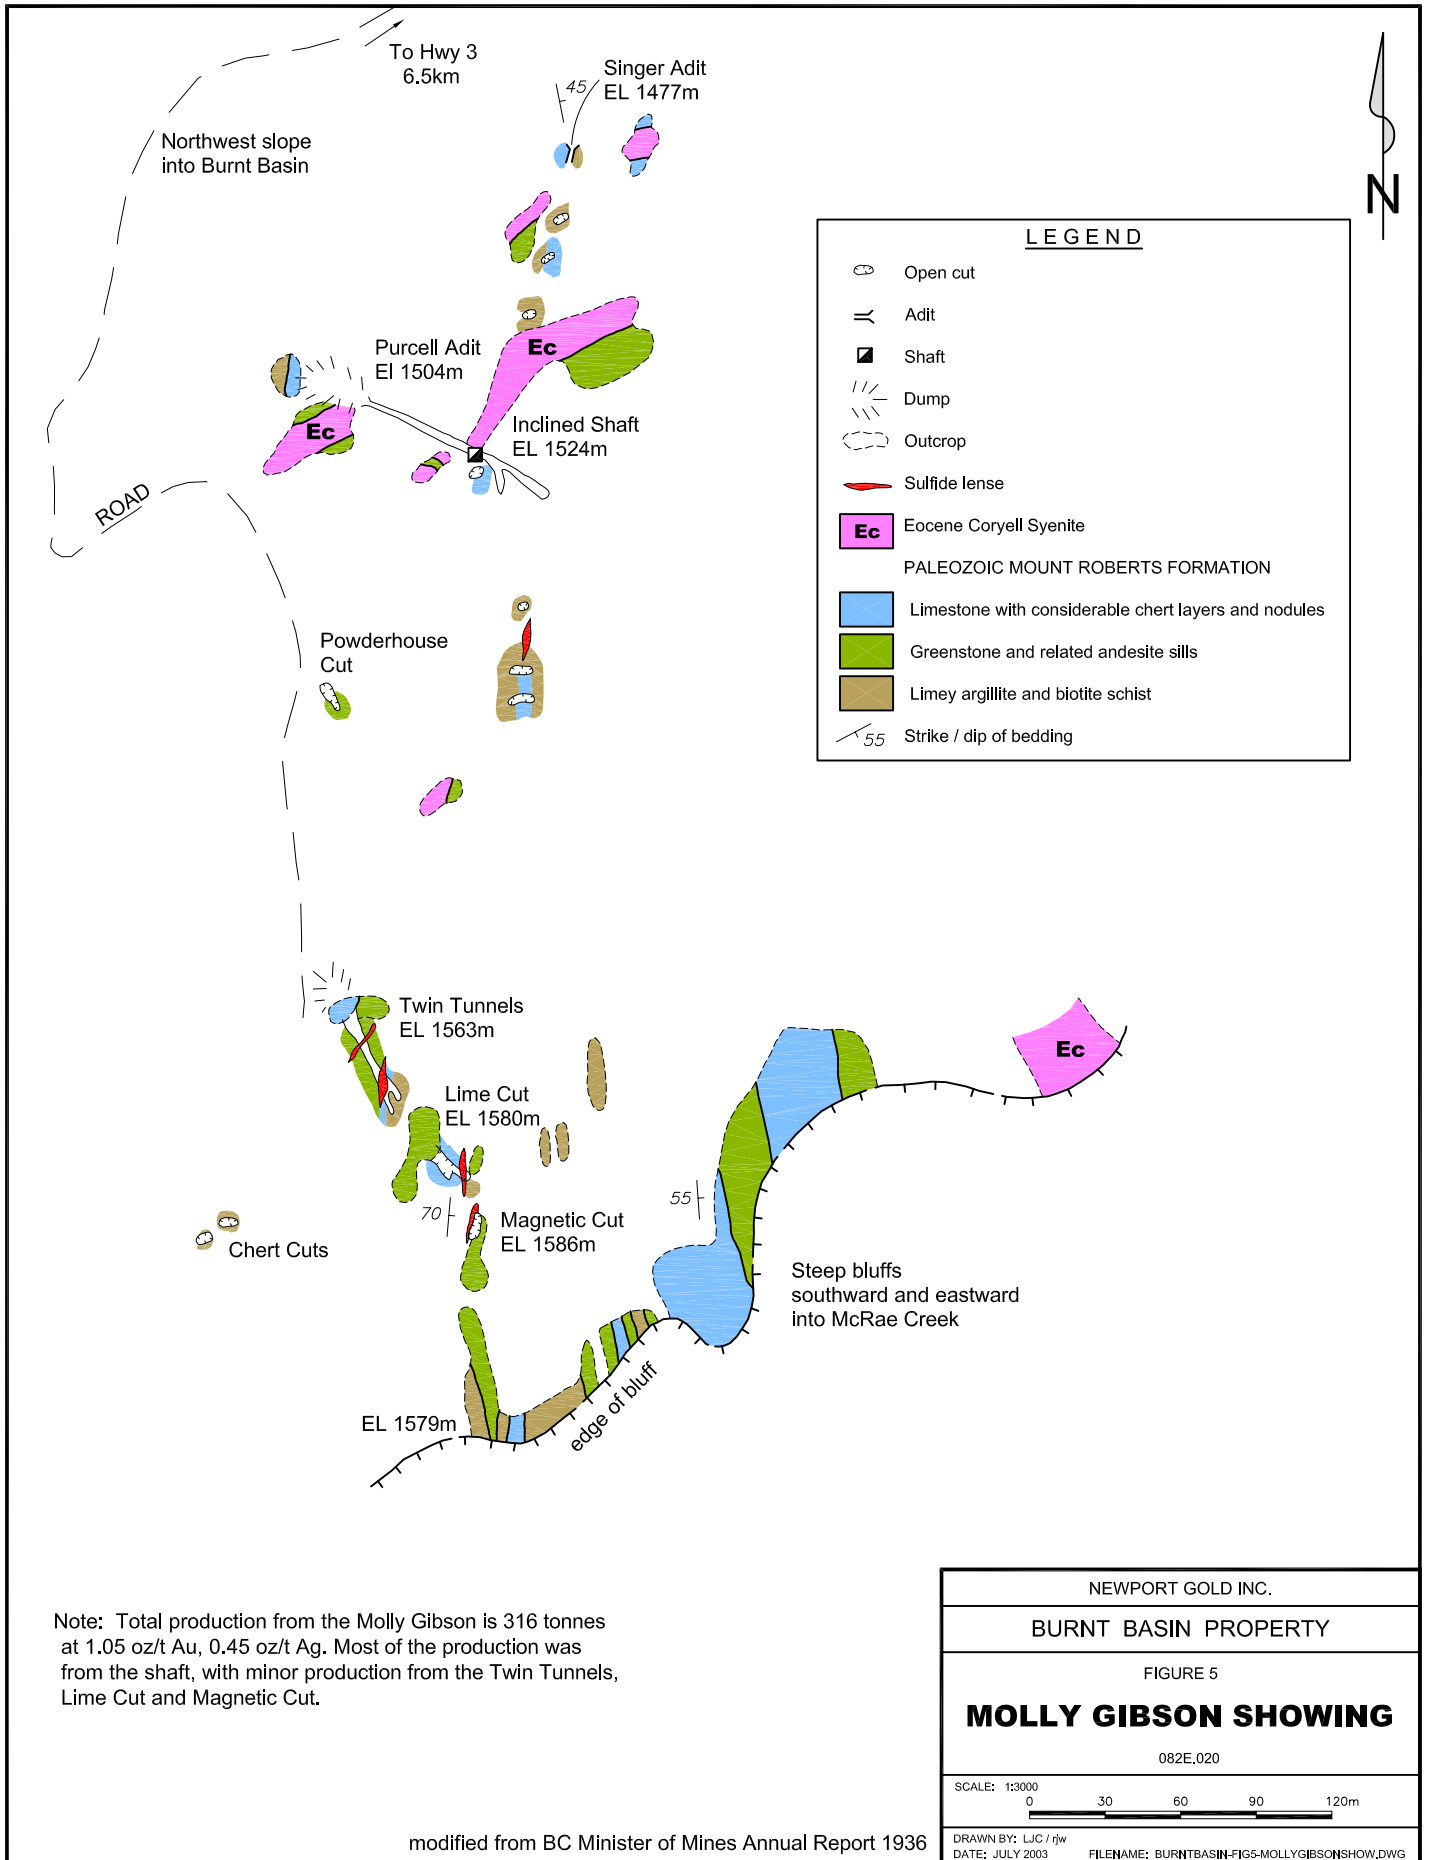 To Hwy 3
6.5km
Singer Adit
EL 1477m
45
Northwest slope
into Burnt Basin
N
Purcell Adit
El 1504m
Ec
Ec
Inclined Shaft
EL 1524m
ROAD
Powderhouse
Cut
LEGEND
Open cut
Adit
Shaft
Dump
Outcrop
Sulfide lense
Ec
Eocene Coryell Syenite
PALEOZOIC MOUNT ROBERTS FORMATION
Limestone with considerable chert layers and nodules
Greenstone and related andesite sills
Limey argillite and biotite schist
55
Strike / dip of bedding
Twin Tunnels
EL 1563m
Ec
Lime Cut
EL 1580m
55
70
Magnetic Cut
EL 1586m
Chert Cuts
Steep bluffs
southward and eastward
into McRae Creek
edge of bluff
EL 1579m
Note: Total production from the Molly Gibson is 316 tonnes
at 1.05 oz/t Au, 0.45 oz/t Ag. Most of the production was
from the shaft, with minor production from the Twin Tunnels,
Lime Cut and Magnetic Cut.
modified from BC Minister of Mines Annual Report 1936
NEWPORT GOLD INC.
BURNT BASIN PROPERTY
FIGURE 5
MOLLY GIBSON SHOWING
082E.020
SCALE: 1:3000
0 30 60 90 120m
DRAWN BY: LJC / rjw
DATE: JULY 2003 FILENAME: BURNTBASIN-FIG5-MOLLYGIBSONSHOW.DWG